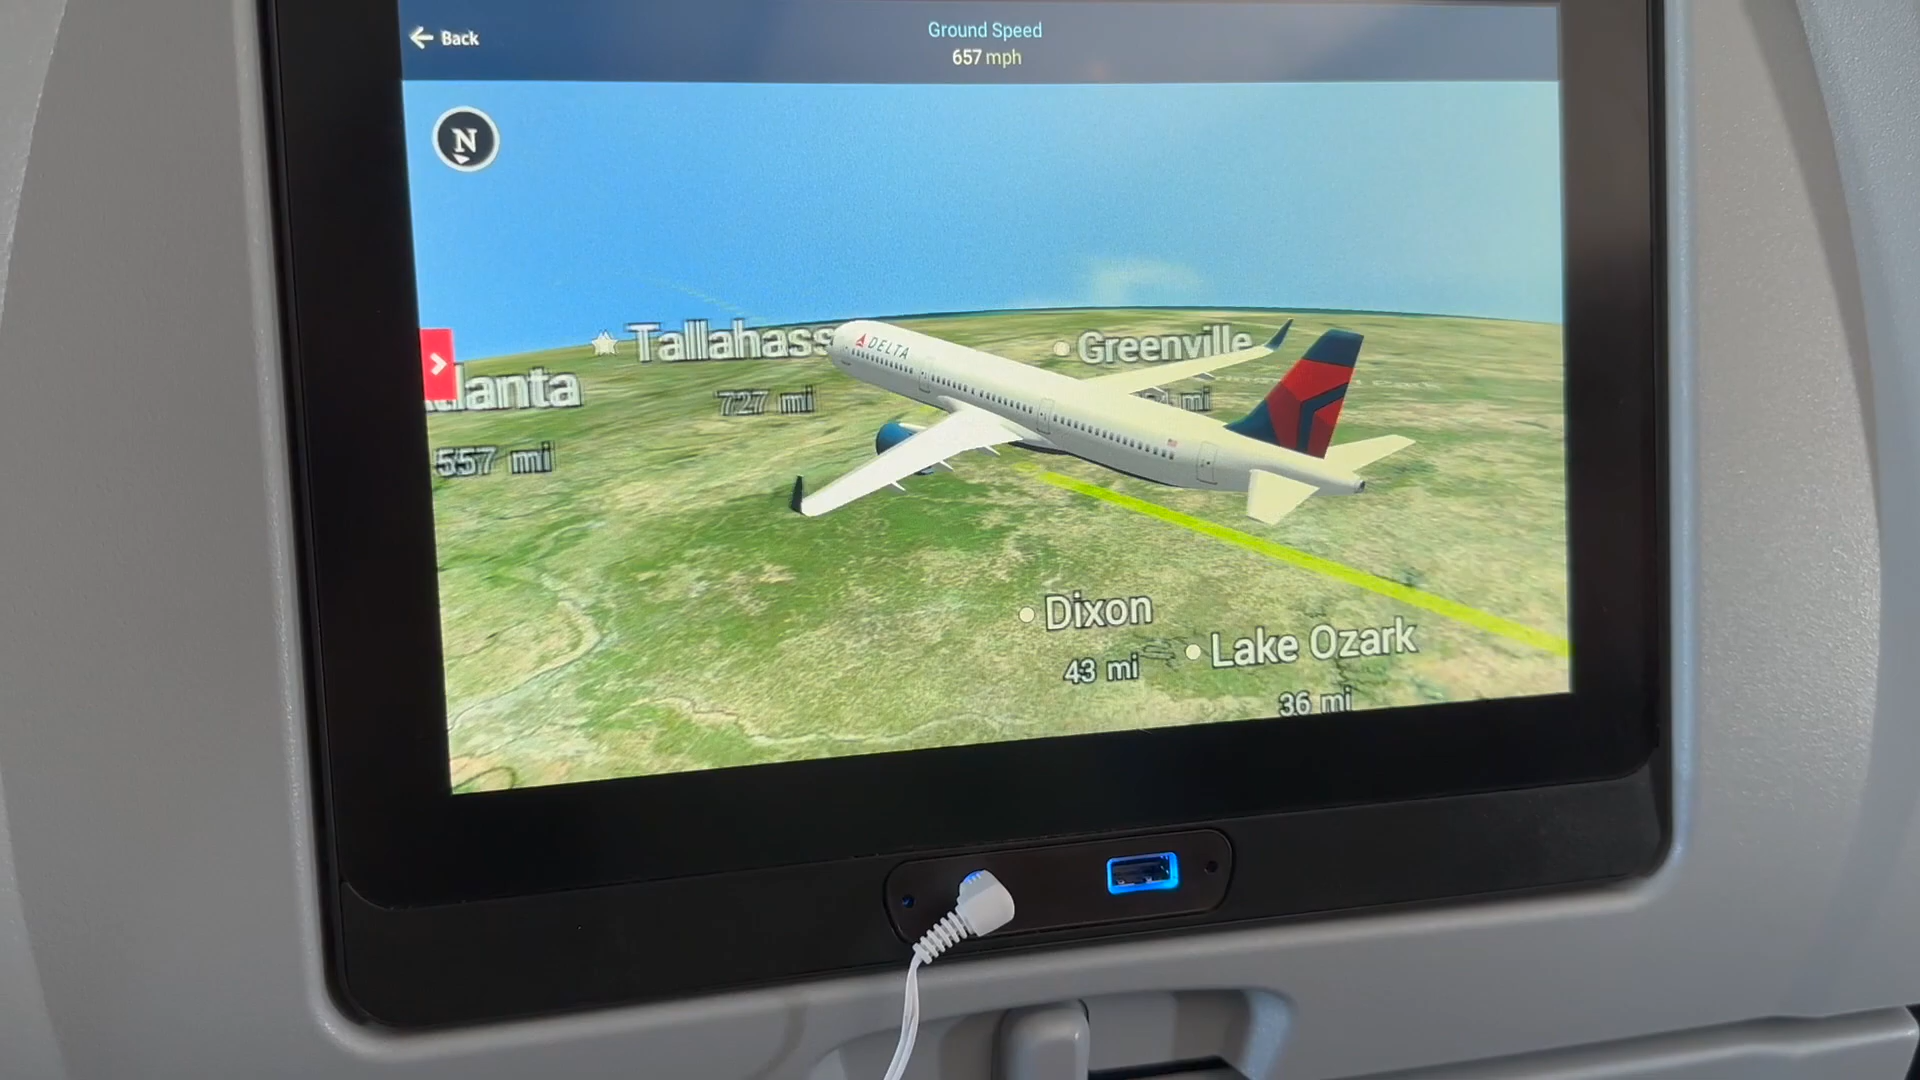 Back
Ground Speed
657 mph
N
Tallahass
Greenville
lanta
727 mi
mi
557 mi
DELTA
Dixon
43 mi
Lake Ozark
36 mi